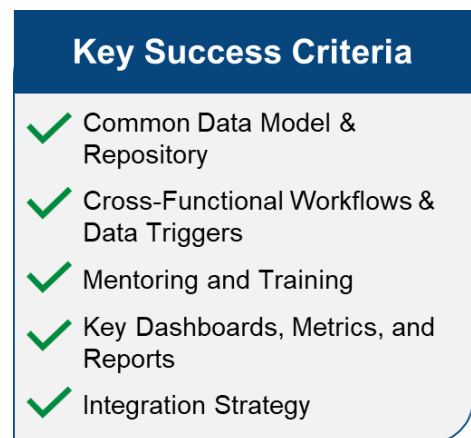 Key Success Criteria
Common Data Model &
Repository
Cross-Functional Workflows &
Data Triggers
Mentoring and Training
Key Dashboards, Metrics, and
Reports
Integration Strategy